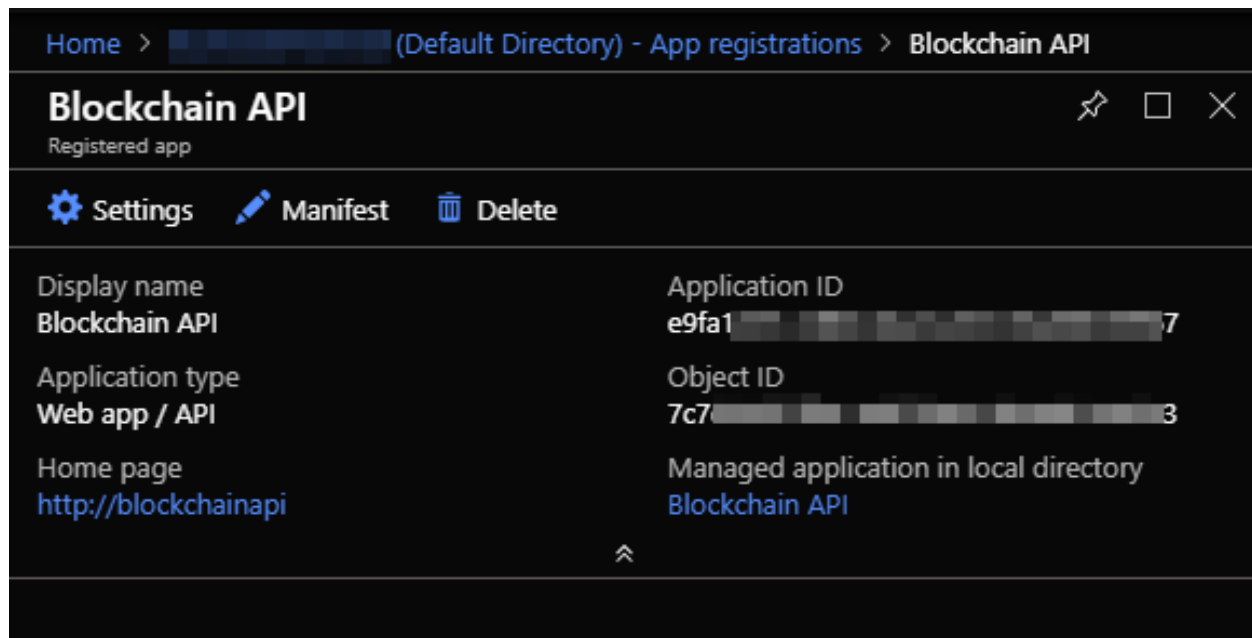 Home > (Default Directory) - App registrations > Blockchain API
Blockchain API
Registered app
Settings Manifest Delete
Display name
Blockchain API
Application ID
e9fa1 7
Application type
Web app / API
Object ID
7c7 3
Home page
http://blockchainapi
Managed application in local directory
Blockchain API